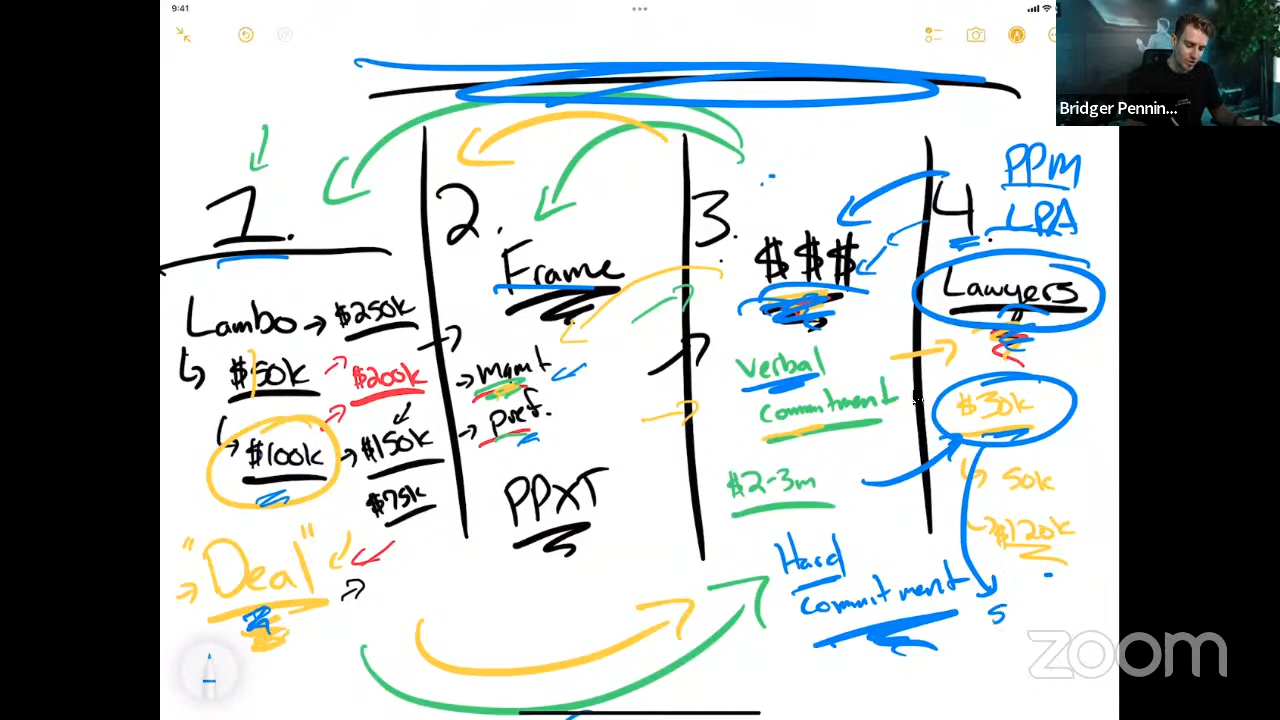 9:41
Bridger Pennin...
1.
Lambo → $250k
$50k
$200k
$100k → $150k
$75k
"Deal"
2.
Frame
→ mgmt
→ pref.
PPXT
3.
$$$
verbal
commitment
$2-3m
Hard
commitment
PPM
4.
LPA
Lawyers
$30k
50k
$120k
S
zoom